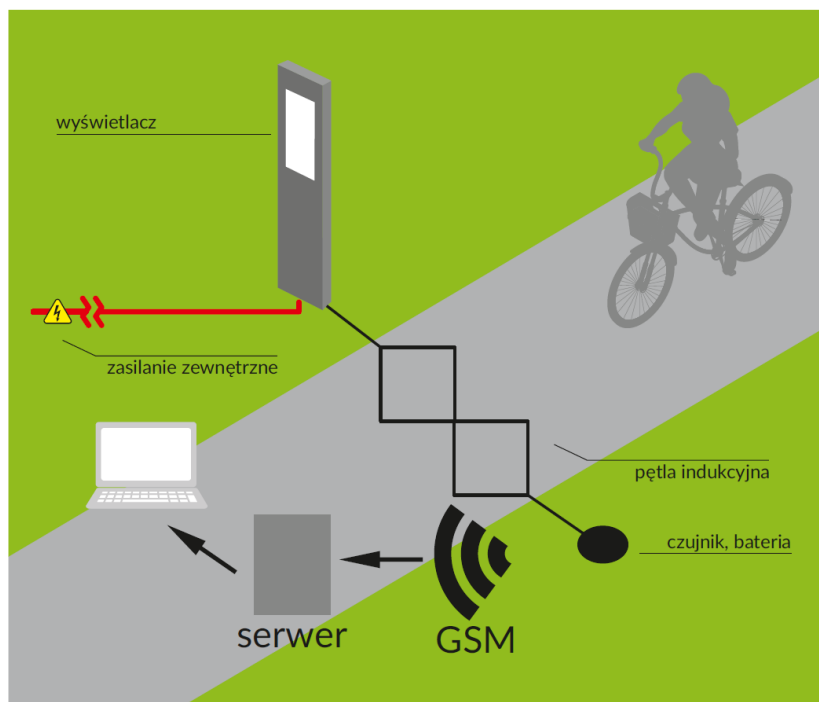 wyświetlacz
zasilanie zewnętrzne
pętla indukcyjna
czujnik, bateria
serwer
GSM